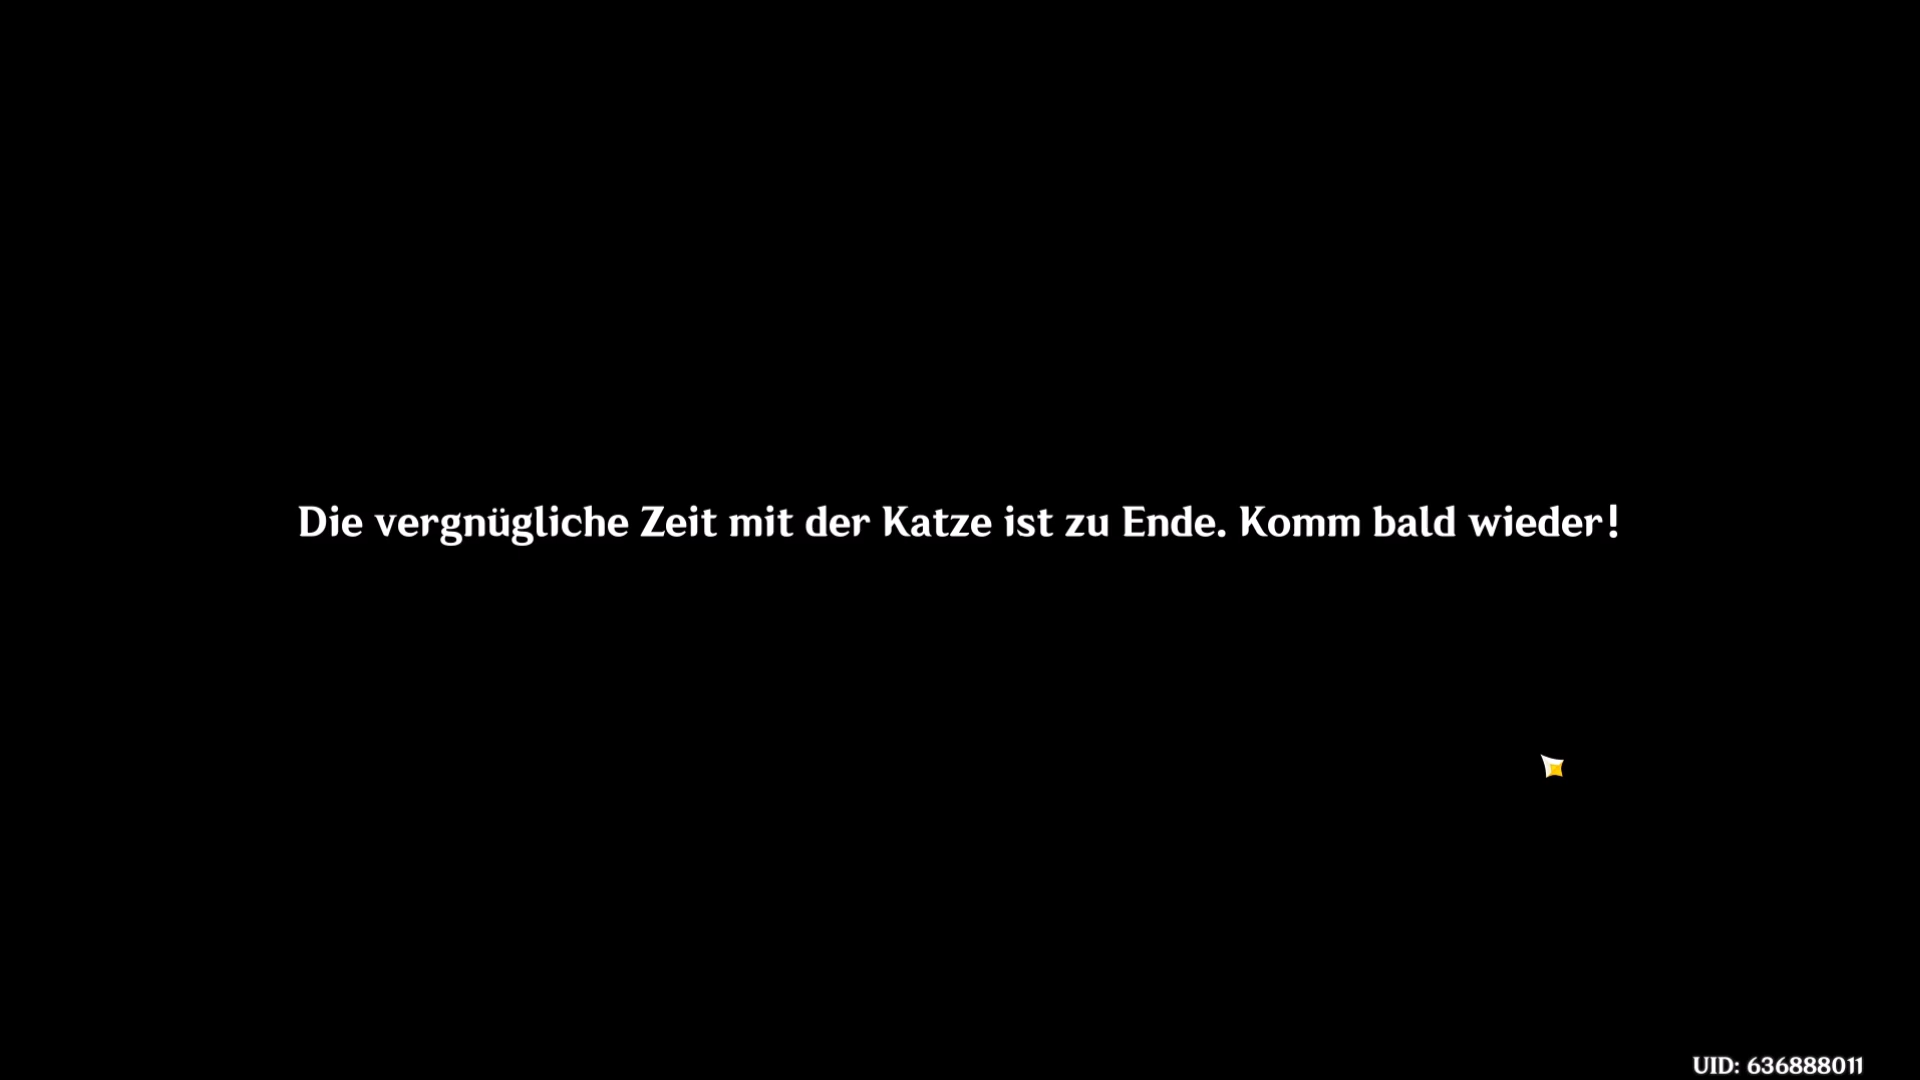 Die vergnügliche Zeit mit der Katze ist zu Ende. Komm bald wieder!
UID: 636888011